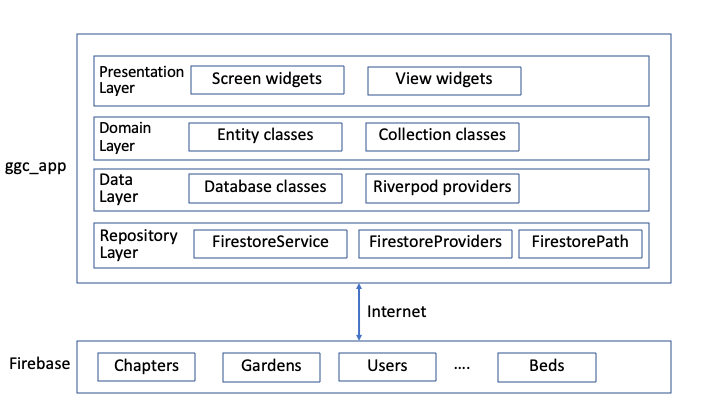 Presentation
Layer
Screen widgets
View widgets
Domain
Layer
Entity classes
Collection classes
ggc_app
Data
Layer
Database classes
Riverpod providers
Repository
Layer
FirestoreService
FirestoreProviders
FirestorePath
Internet
Firebase
Chapters
Gardens
Users
....
Beds